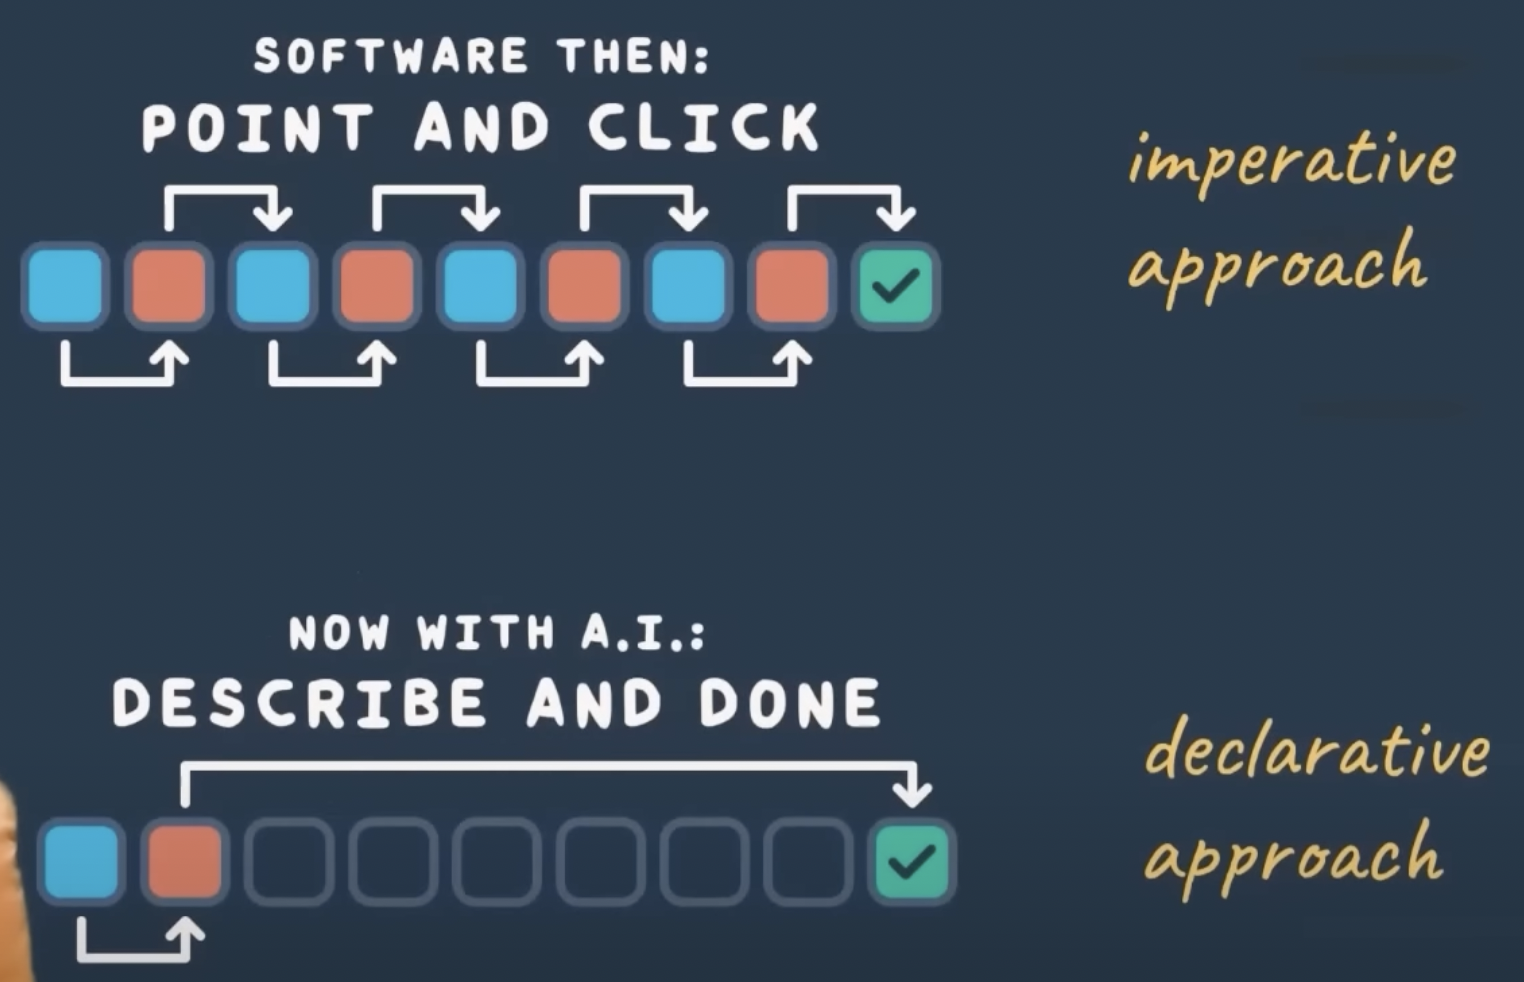 SOFTWARE THEN:
POINT AND CLICK
imperative
approach
NOW WITH A.I.:
DESCRIBE AND DONE
declarative
approach